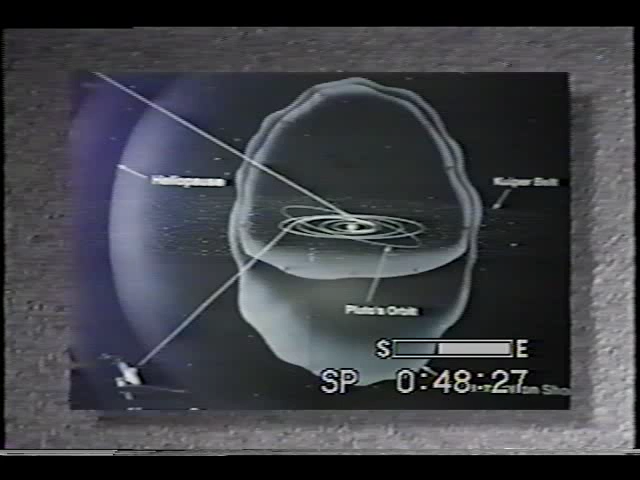 Heliopause
Kuiper Belt
Pluto's Orbit
S E
SP 0:48:27